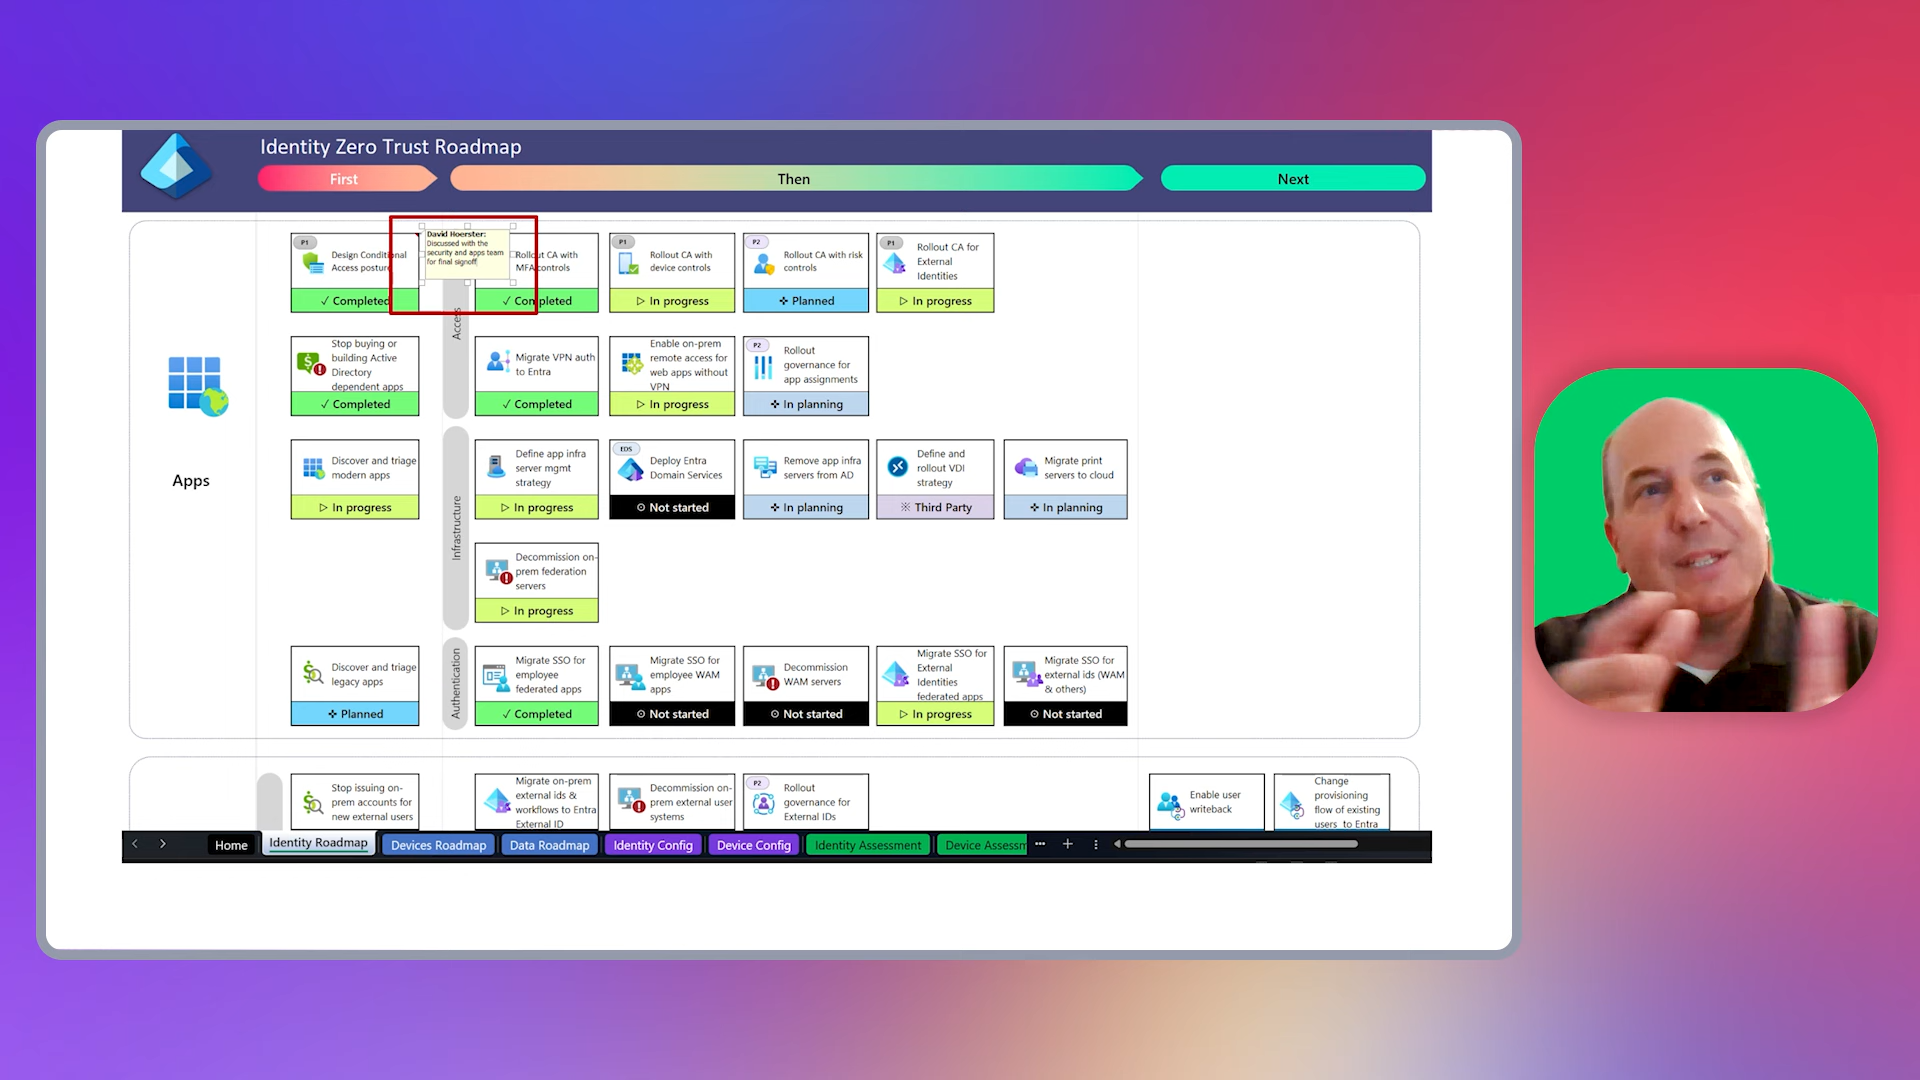 Identity Zero Trust Roadmap
First
Then
Next
P1
Design Conditional
Access posture
✓ Completed
David Hoerster:
Discussed with the
security and apps team
for final signoff
Rollout CA with
MFA controls
✓ Completed
P1
Rollout CA with
device controls
▷ In progress
P2
Rollout CA with risk
controls
✣ Planned
P1
Rollout CA for
External
Identities
▷ In progress
Access
Stop buying or
building Active
Directory
dependent apps
✓ Completed
Migrate VPN auth
to Entra
✓ Completed
Enable on-prem
remote access for
web apps without
VPN
▷ In progress
P2
Rollout
governance for
app assignments
✣ In planning
Apps
Discover and triage
modern apps
▷ In progress
Infrastructure
Define app infra
server mgmt
strategy
▷ In progress
EDS
Deploy Entra
Domain Services
⊙ Not started
Remove app infra
servers from AD
✣ In planning
Define and
rollout VDI
strategy
※ Third Party
Migrate print
servers to cloud
✣ In planning
Decommission on-
prem federation
servers
▷ In progress
Discover and triage
legacy apps
✣ Planned
Authentication
Migrate SSO for
employee
federated apps
✓ Completed
Migrate SSO for
employee WAM
apps
⊙ Not started
Decommission
WAM servers
⊙ Not started
Migrate SSO for
External
Identities
federated apps
▷ In progress
Migrate SSO for
external ids (WAM
& others)
⊙ Not started
Stop issuing on-
prem accounts for
new external users
Migrate on-prem
external ids &
workflows to Entra
External ID
Decommission on-
prem external user
systems
P2
Rollout
governance for
External IDs
Enable user
writeback
Change
provisioning
flow of existing
users to Entra
Home
Identity Roadmap
Devices Roadmap
Data Roadmap
Identity Config
Device Config
Identity Assessment
Device Assessm